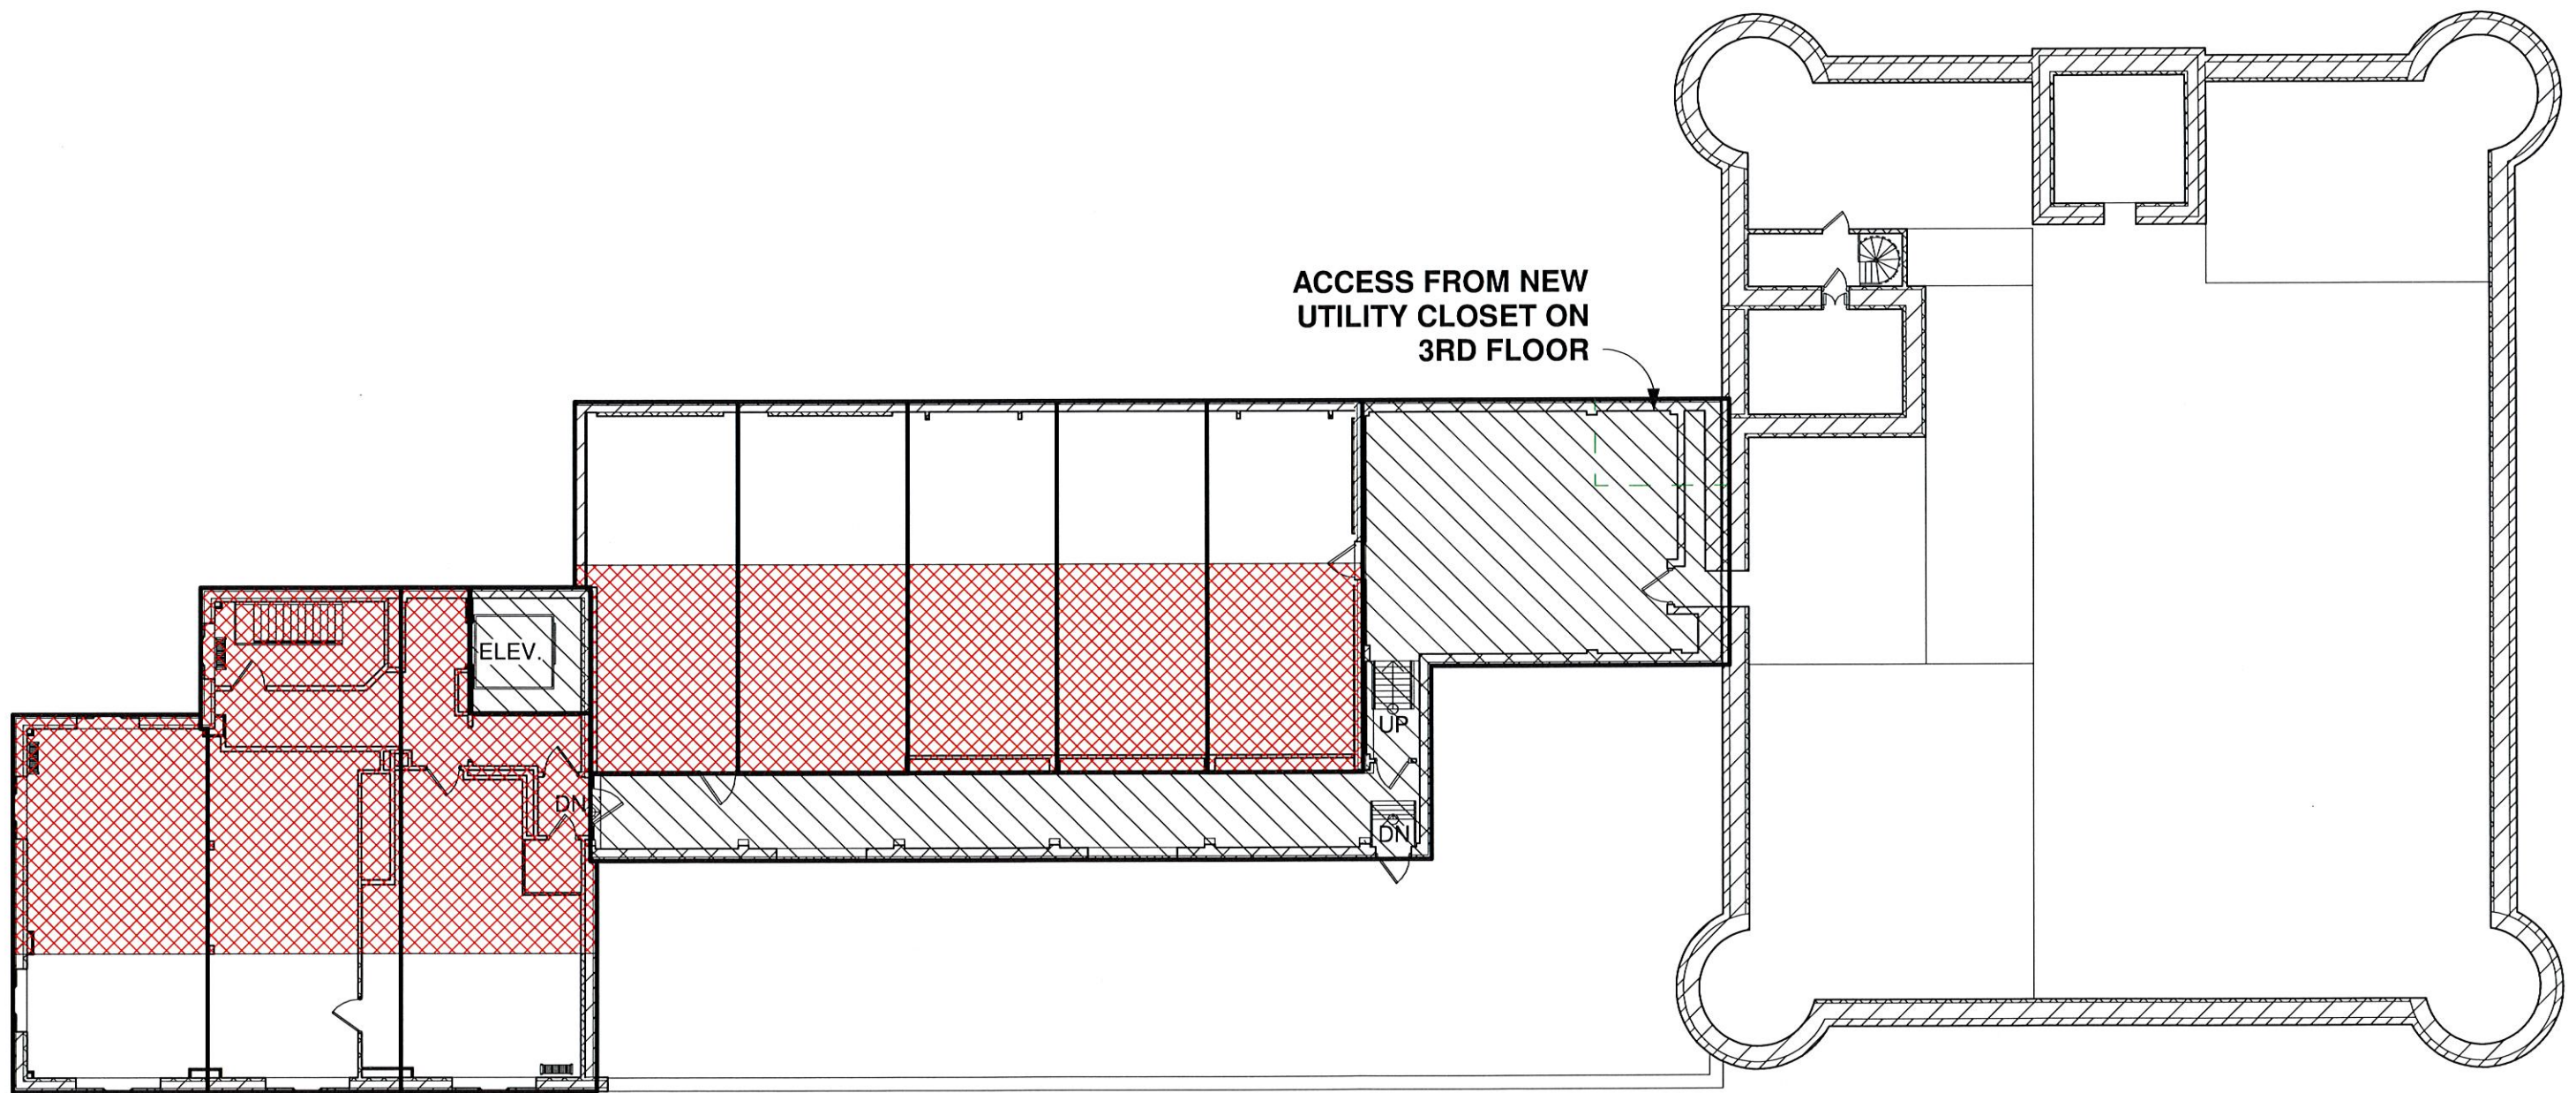 ACCESS FROM NEW
UTILITY CLOSET ON
3RD FLOOR
ELEV.
UP
DN
DN